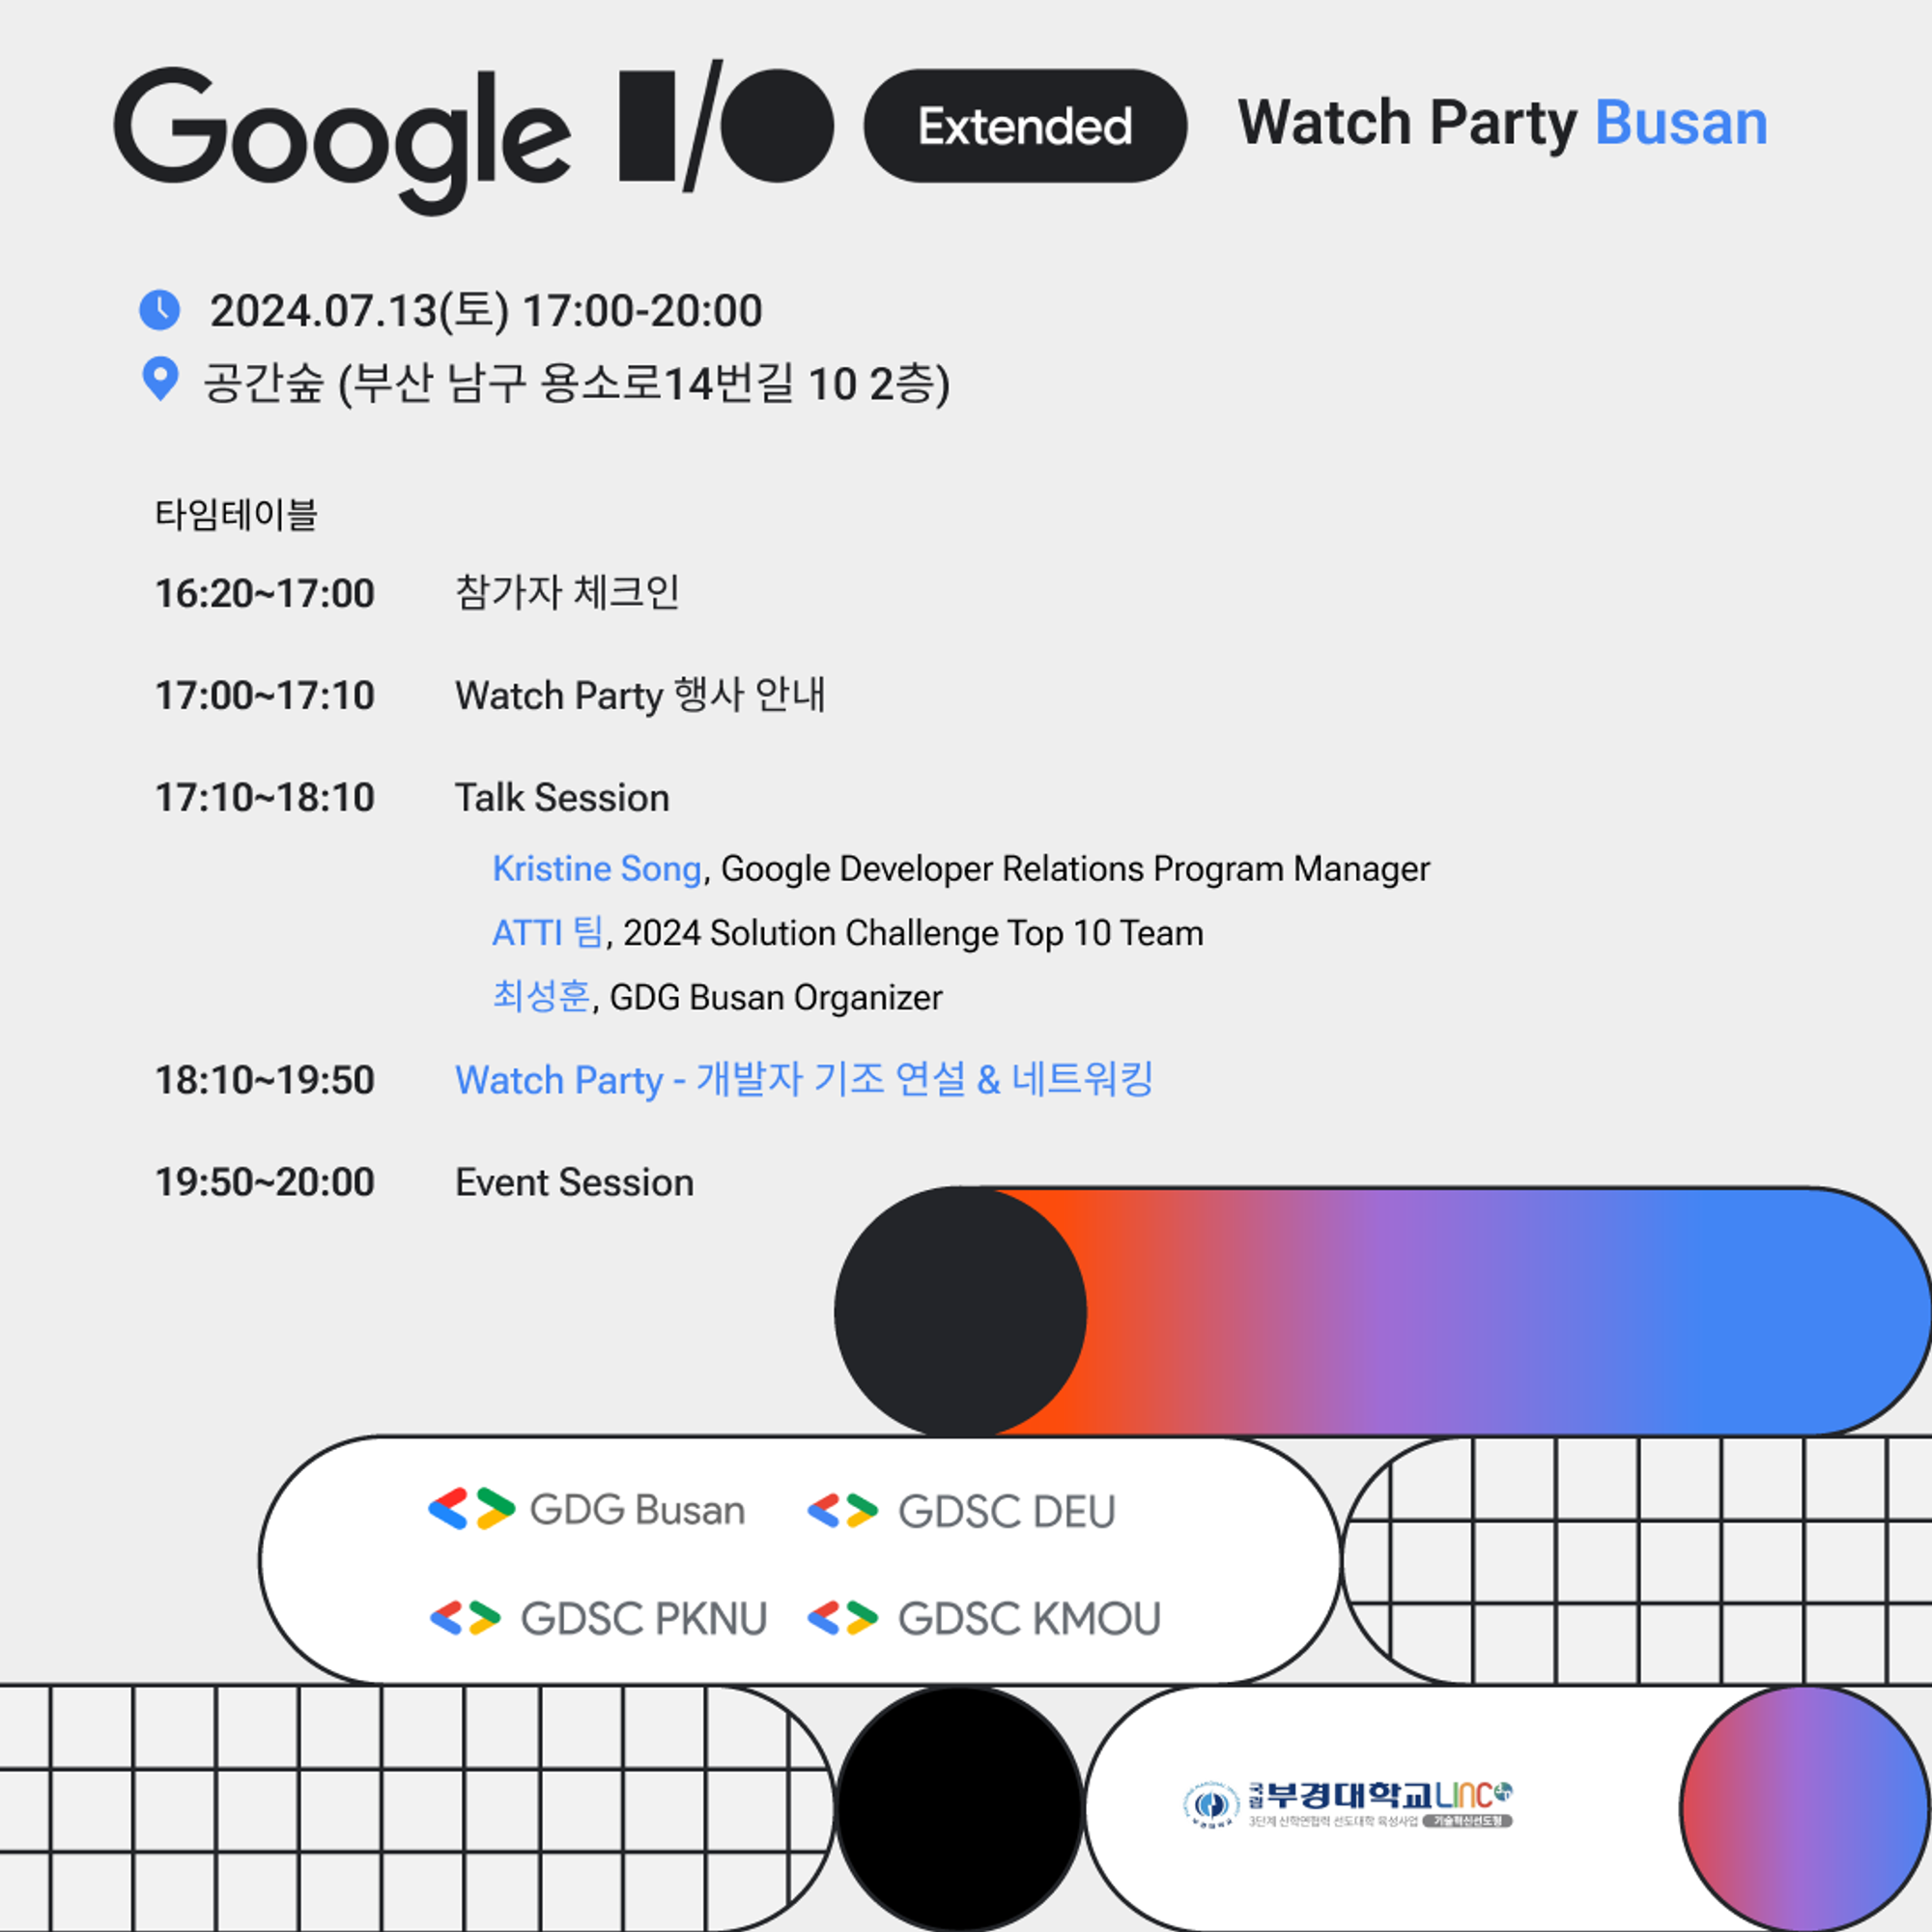 Google I/O Extended Watch Party Busan
2024.07.13(토) 17:00-20:00
공간숲 (부산 남구 용소로14번길 10 2층)
타임테이블
16:20~17:00 참가자 체크인
17:00~17:10 Watch Party 행사 안내
17:10~18:10 Talk Session
Kristine Song, Google Developer Relations Program Manager
ATTI 팀, 2024 Solution Challenge Top 10 Team
최성훈, GDG Busan Organizer
18:10~19:50 Watch Party - 개발자 기조 연설 & 네트워킹
19:50~20:00 Event Session
GDG Busan GDSC DEU
GDSC PKNU GDSC KMOU
국립 부경대학교 LINC 3.0
3단계 산학연협력 선도대학 육성사업 기술혁신선도형